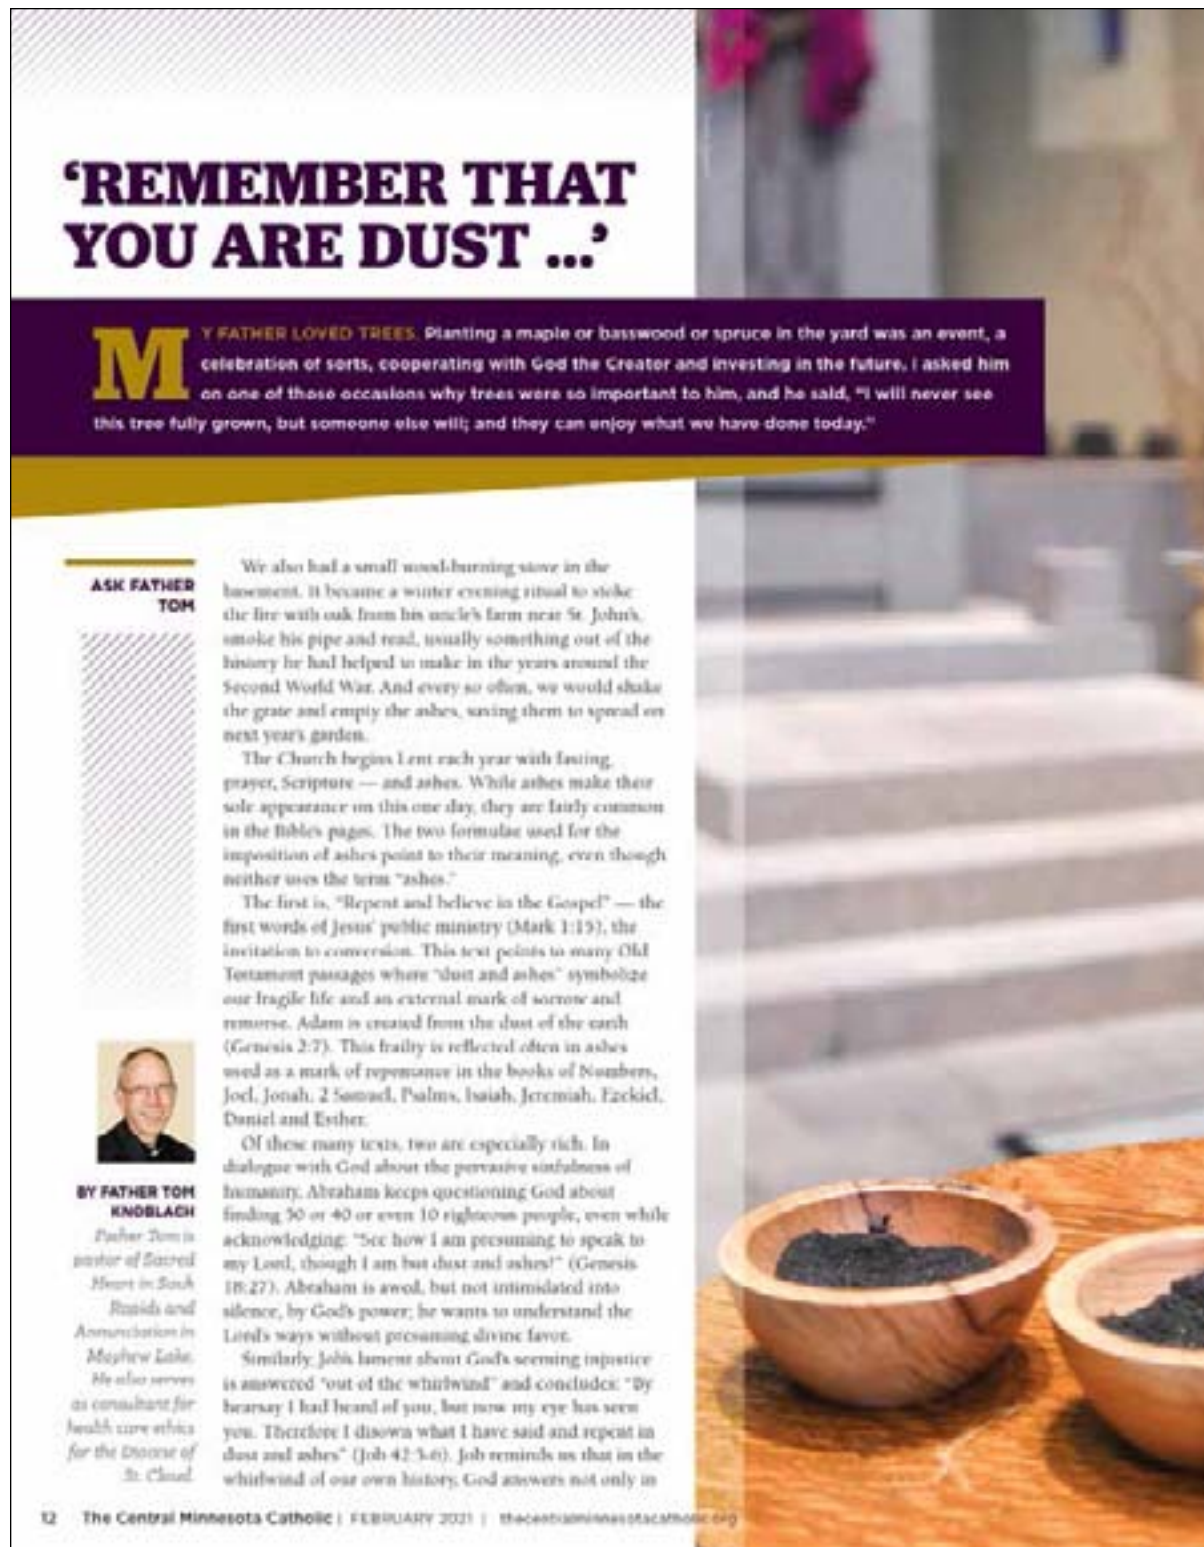 ‘REMEMBER THAT
YOU ARE DUST ...’
MY FATHER LOVED TREES. Planting a maple or basswood or spruce in the yard was an event, a
celebration of sorts, cooperating with God the Creator and investing in the future. I asked him
on one of those occasions why trees were so important to him, and he said, “I will never see
this tree fully grown, but someone else will; and they can enjoy what we have done today.”
ASK FATHER
TOM
We also had a small wood-burning stove in the
basement. It became a winter evening ritual to stoke
the fire with oak from his uncle’s farm near St. John’s,
smoke his pipe and read, usually something out of the
history he had helped to make in the years around the
Second World War. And every so often, we would shake
the grate and empty the ashes, saving them to spread on
next year’s garden.
The Church begins Lent each year with fasting,
prayer, Scripture — and ashes. While ashes make their
sole appearance on this one day, they are fairly common
in the Bible’s pages. The two formulae used for the
imposition of ashes point to their meaning, even though
neither uses the term “ashes.”
The first is, “Repent and believe in the Gospel” — the
first words of Jesus’ public ministry (Mark 1:15), the
invitation to conversion. This text points to many Old
Testament passages where “dust and ashes” symbolize
our fragile life and an external mark of sorrow and
remorse. Adam is created from the dust of the earth
(Genesis 2:7). This frailty is reflected often in ashes
used as a mark of repentance in the books of Numbers,
Joel, Jonah, 2 Samuel, Psalms, Isaiah, Jeremiah, Ezekiel,
Daniel and Esther.
Of these many texts, two are especially rich. In
dialogue with God about the pervasive sinfulness of
humanity, Abraham keeps questioning God about
finding 50 or 40 or even 10 righteous people, even while
acknowledging: “See how I am presuming to speak to
my Lord, though I am but dust and ashes!” (Genesis
18:27). Abraham is awed, but not intimidated into
silence, by God’s power; he wants to understand the
Lord’s ways without presuming divine favor.
Similarly, Job’s lament about God’s seeming injustice
is answered “out of the whirlwind” and concludes: “By
hearsay I had heard of you, but now my eye has seen
you. Therefore I disown what I have said and repent in
dust and ashes” (Job 42:5-6). Job reminds us that in the
whirlwind of our own history, God answers not only in
BY FATHER TOM
KNOBLACH
Father Tom is
pastor of Sacred
Heart in Sauk
Rapids and
Annunciation in
Mayhew Lake.
He also serves
as consultant for
health care ethics
for the Diocese of
St. Cloud.
12 The Central Minnesota Catholic | FEBRUARY 2021 | thecentralminnesotacatholic.org